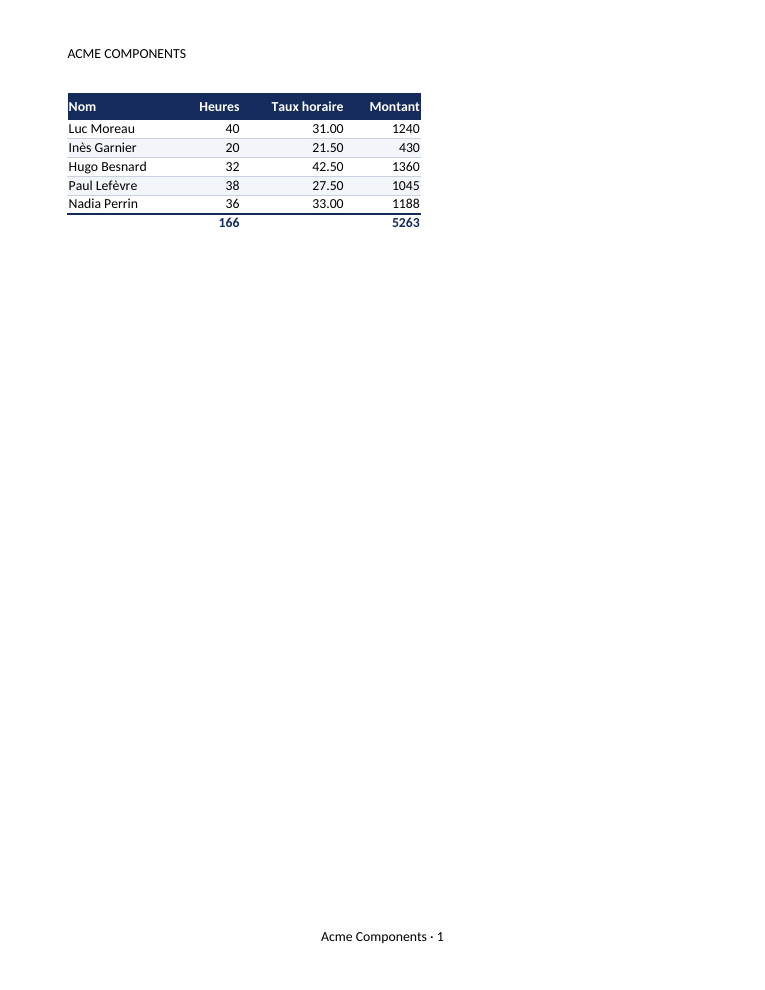 ACME COMPONENTS
Nom Heures Taux horaire Montant
Luc Moreau 40 31.00 1240
Inès Garnier 20 21.50 430
Hugo Besnard 32 42.50 1360
Paul Lefèvre 38 27.50 1045
Nadia Perrin 36 33.00 1188
166 5263
Acme Components · 1